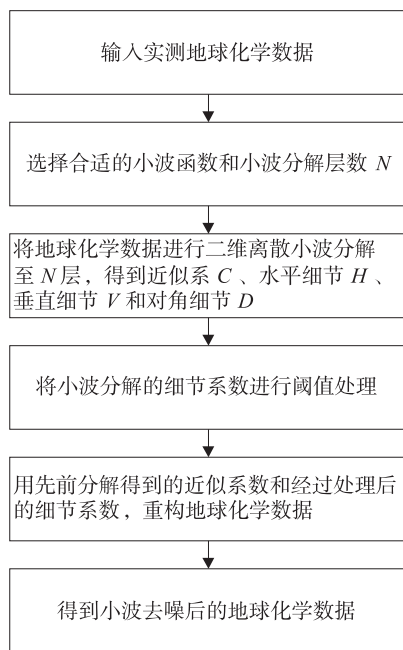 输入实测地球化学数据
选择合适的小波函数和小波分解层数 N
将地球化学数据进行二维离散小波分解
至 N 层，得到近似系 C 、水平细节 H 、
垂直细节 V 和对角细节 D
将小波分解的细节系数进行阈值处理
用先前分解得到的近似系数和经过处理后
的细节系数，重构地球化学数据
得到小波去噪后的地球化学数据